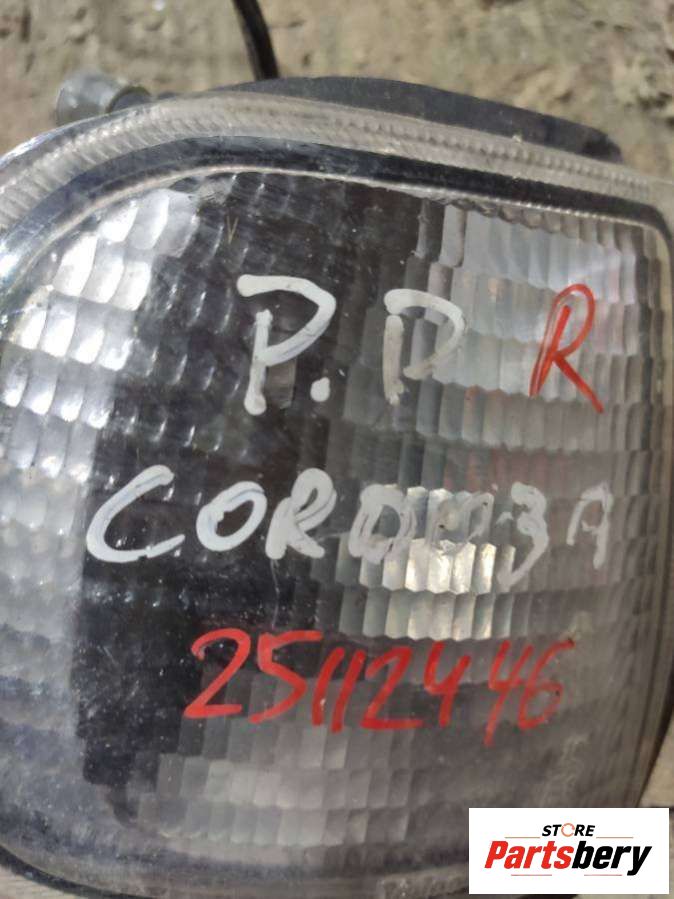 P.P R
CORDOBA
25112446
STORE
Partsbery